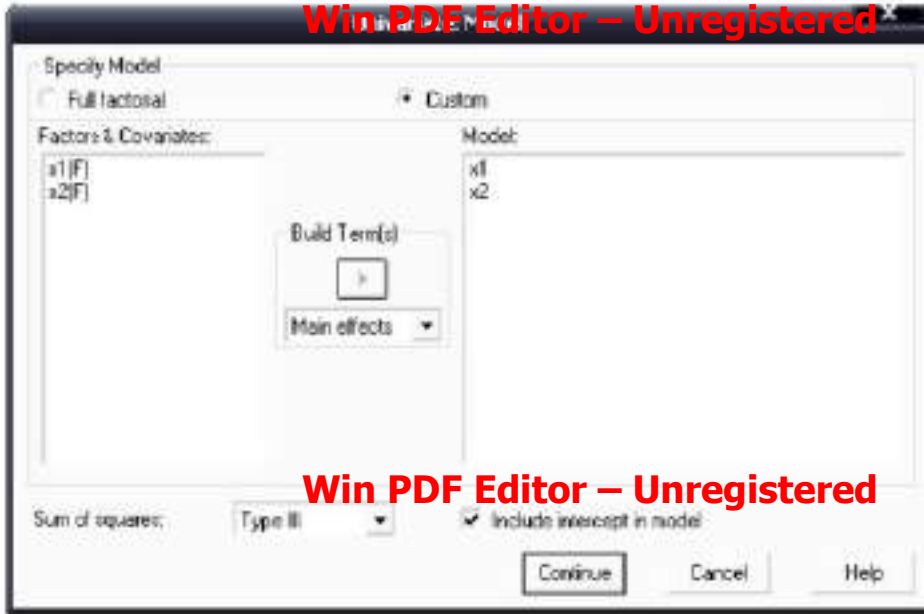 Win PDF Editor – Unregistered
Specify Model
Full factorial
Custom
Factors & Covariates:
Model:
x1(F)
x2(F)
x1
x2
Build Term(s)
Main effects
Win PDF Editor – Unregistered
Sum of squares:
Type III
Include intercept in model
Continue
Cancel
Help